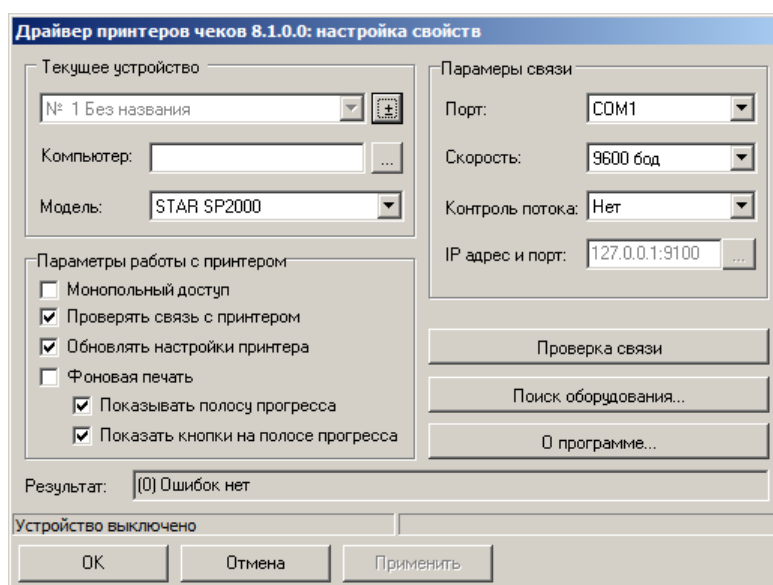 Драйвер принтеров чеков 8.1.0.0: настройка свойств
Текущее устройство
№ 1 Без названия
±
Компьютер:
...
Модель:
STAR SP2000
Параметры работы с принтером
Монопольный доступ
Проверять связь с принтером
Обновлять настройки принтера
Фоновая печать
Показывать полосу прогресса
Показать кнопки на полосе прогресса
Парамеры связи
Порт:
COM1
Скорость:
9600 бод
Контроль потока:
Нет
IP адрес и порт:
127.0.0.1:9100
...
Проверка связи
Поиск оборудования...
О программе...
Результат:
(0) Ошибок нет
Устройство выключено
OK
Отмена
Применить